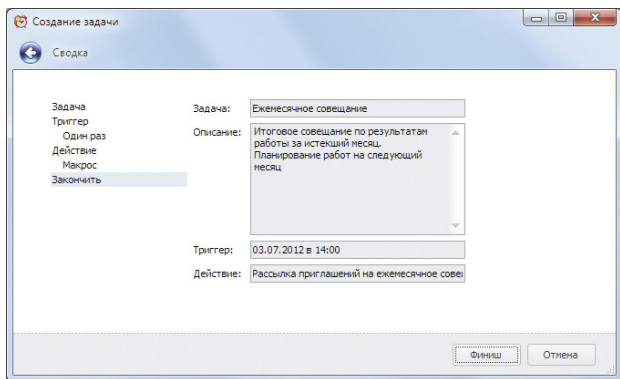 Создание задачи
Сводка
Задача
Триггер
Один раз
Действие
Макрос
Закончить
Задача: Ежемесячное совещание
Описание: Итоговое совещание по результатам
работы за истекший месяц.
Планирование работ на следующий
месяц
Триггер: 03.07.2012 в 14:00
Действие: Рассылка приглашений на ежемесячное совеі
Финиш Отмена